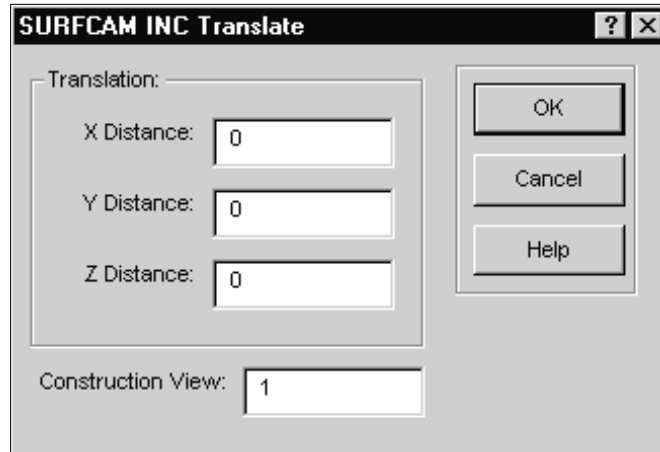 SURFCAM INC Translate ? ×
Translation:
X Distance: 0
Y Distance: 0
Z Distance: 0
Construction View: 1
OK
Cancel
Help